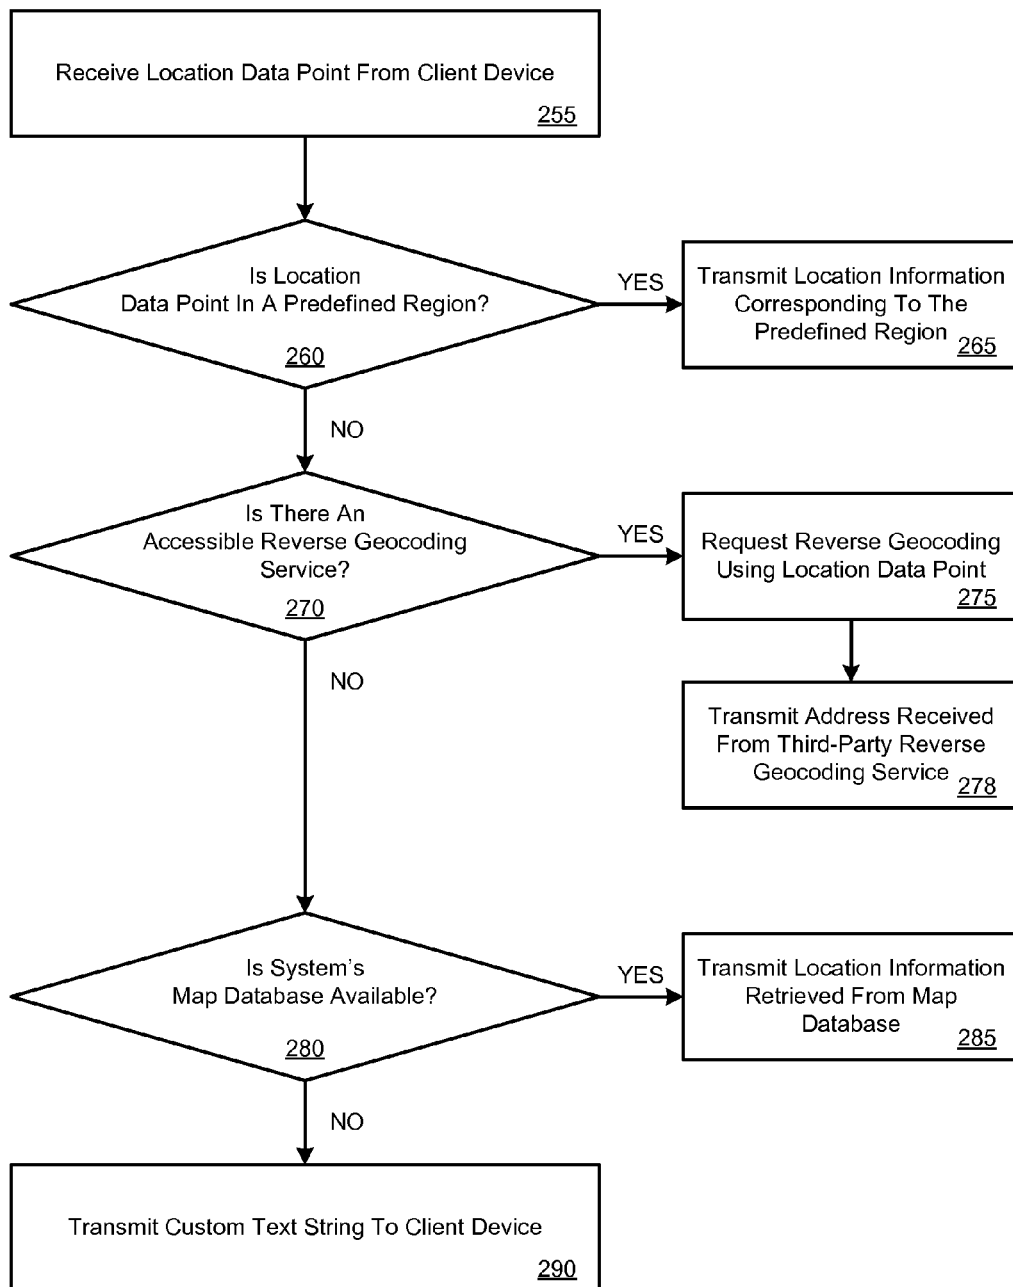 Receive Location Data Point From Client Device
255
Is Location
Data Point In A Predefined Region?
260
YES
Transmit Location Information
Corresponding To The
Predefined Region
265
NO
Is There An
Accessible Reverse Geocoding
Service?
270
YES
Request Reverse Geocoding
Using Location Data Point
275
NO
Transmit Address Received
From Third-Party Reverse
Geocoding Service
278
Is System’s
Map Database Available?
280
YES
Transmit Location Information
Retrieved From Map
Database
285
NO
Transmit Custom Text String To Client Device
290